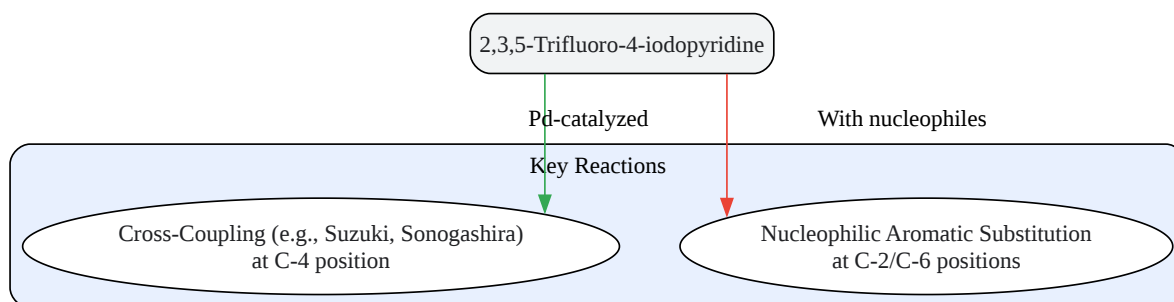 2,3,5-Trifluoro-4-iodopyridine
Pd-catalyzed
With nucleophiles
Key Reactions
Cross-Coupling (e.g., Suzuki, Sonogashira)
at C-4 position
Nucleophilic Aromatic Substitution
at C-2/C-6 positions